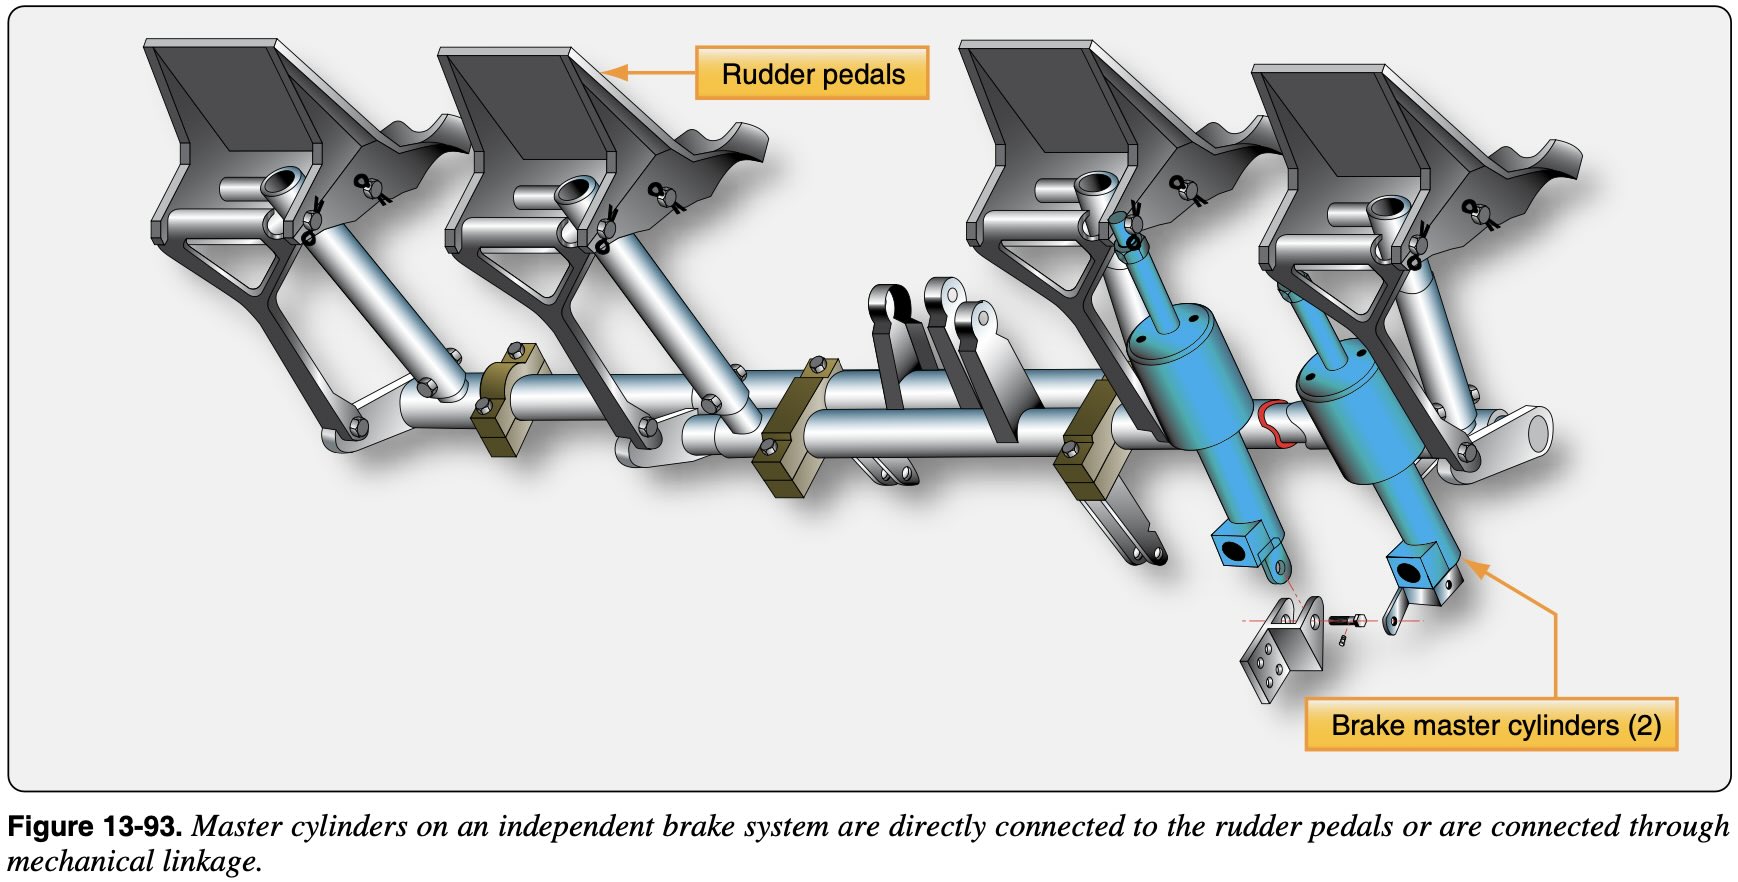 Rudder pedals
Brake master cylinders (2)
Figure 13-93. Master cylinders on an independent brake system are directly connected to the rudder pedals or are connected through
mechanical linkage.